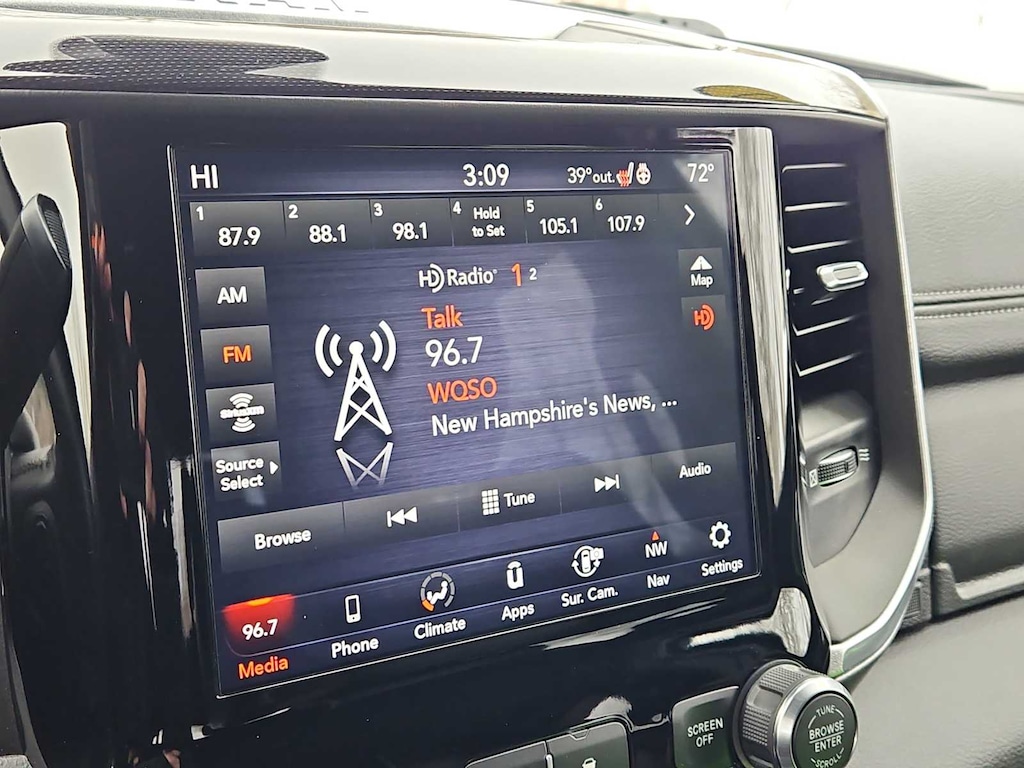 HI 3:09 39°out. 72°
1 87.9
2 88.1
3 98.1
4 Hold to Set
5 105.1
6 107.9
HD Radio® 1 2
AM
FM
SiriusXM
Source
Select
Talk
96.7
WQSO
New Hampshire's News, ...
Map
HD
Browse
Tune
Audio
96.7
Media
Phone
Climate
Apps
Sur. Cam.
NW
Nav
Settings
SCREEN
OFF
TUNE
BROWSE
ENTER
SCROLL